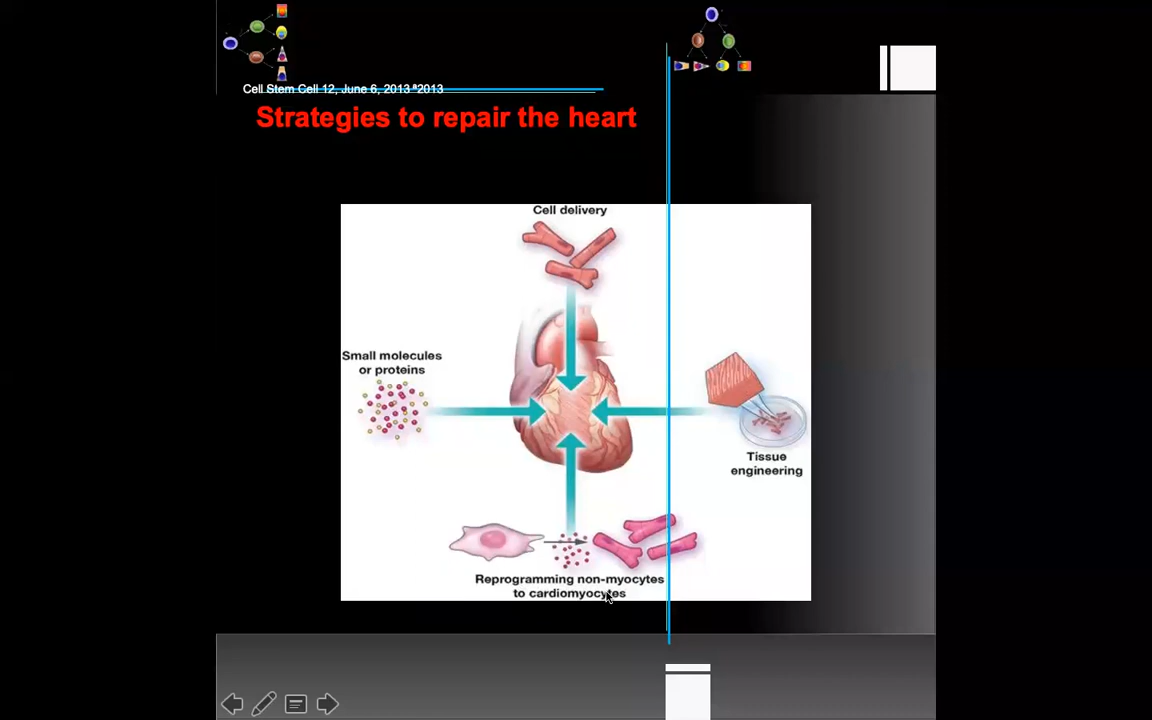 Cell Stem Cell 12, June 6, 2013 ª2013
Strategies to repair the heart
Cell delivery
Small molecules
or proteins
Tissue
engineering
Reprogramming non-myocytes
to cardiomyocytes